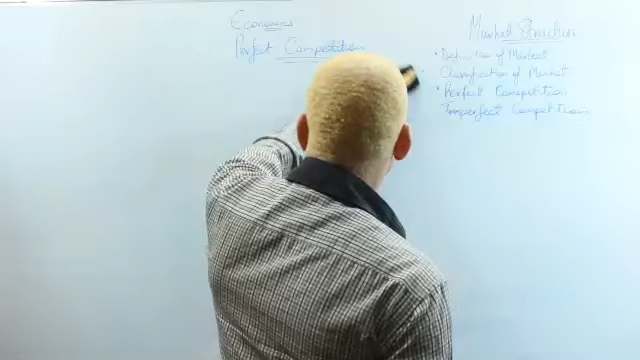 Economics
Perfect Competition
Market Structure
• Definition of Market
Classification of Market
• Perfect Competition
Imperfect Competition